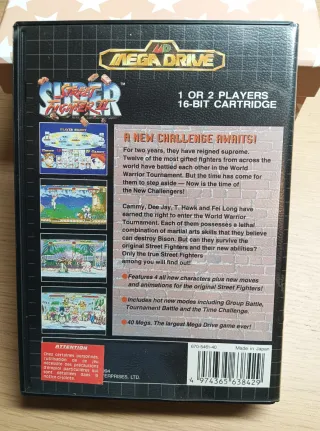 MEGA DRIVE
SUPER
STREET
FIGHTER II
1 OR 2 PLAYERS
16-BIT CARTRIDGE
A NEW CHALLENGE AWAITS!
For two years, they have reigned supreme.
Twelve of the most gifted fighters from across the
world have battled each other in the World
Warrior Tournament. But the time has come for
them to step aside — Now is the time of
the New Challengers!
Cammy, Dee Jay, T. Hawk and Fei Long have
earned the right to enter the World Warrior
Tournament. Each of them possesses a lethal
combination of martial arts skills that they believe
can destroy Bison. But can they survive the
original Street Fighters and their new abilities?
Only the true Street Fighters
among you will find out!
Features 4 all new characters plus new moves
and animations for the original Street Fighters!
Includes hot new modes including Group Battle,
Tournament Battle and the Time Challenge.
40 Megs. The largest Mega Drive game ever!
ATTENTION
670-5461-40 Made in Japan
4 974365 638429
ENTERPRISES, LTD.